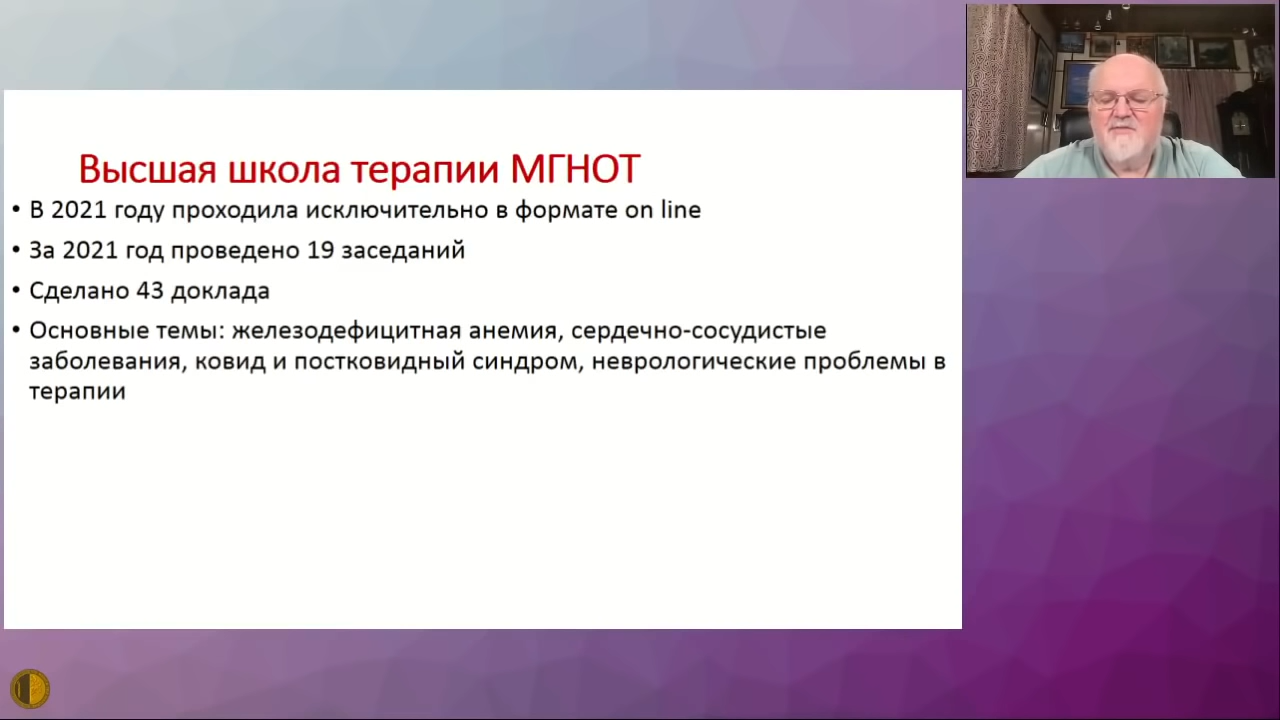 Высшая школа терапии МГНОТ
• В 2021 году проходила исключительно в формате on line
• За 2021 год проведено 19 заседаний
• Сделано 43 доклада
• Основные темы: железодефицитная анемия, сердечно-сосудистые
заболевания, ковид и постковидный синдром, неврологические проблемы в
терапии